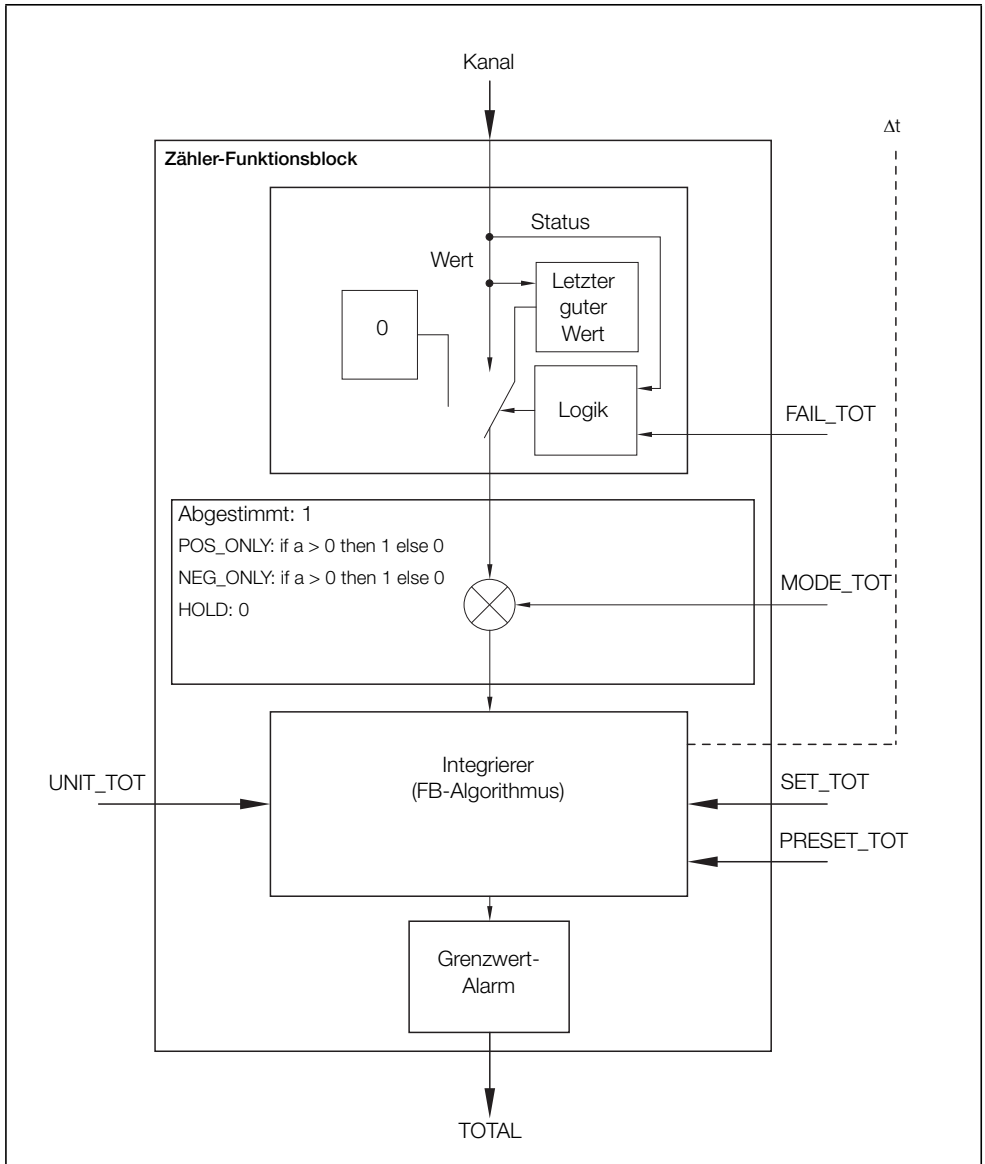 Kanal
Δt
Zähler-Funktionsblock
Status
Wert
Letzter
guter
Wert
0
Logik
FAIL_TOT
Abgestimmt: 1
POS_ONLY: if a > 0 then 1 else 0
NEG_ONLY: if a > 0 then 1 else 0
HOLD: 0
MODE_TOT
Integrierer
(FB-Algorithmus)
UNIT_TOT
SET_TOT
PRESET_TOT
Grenzwert-
Alarm
TOTAL